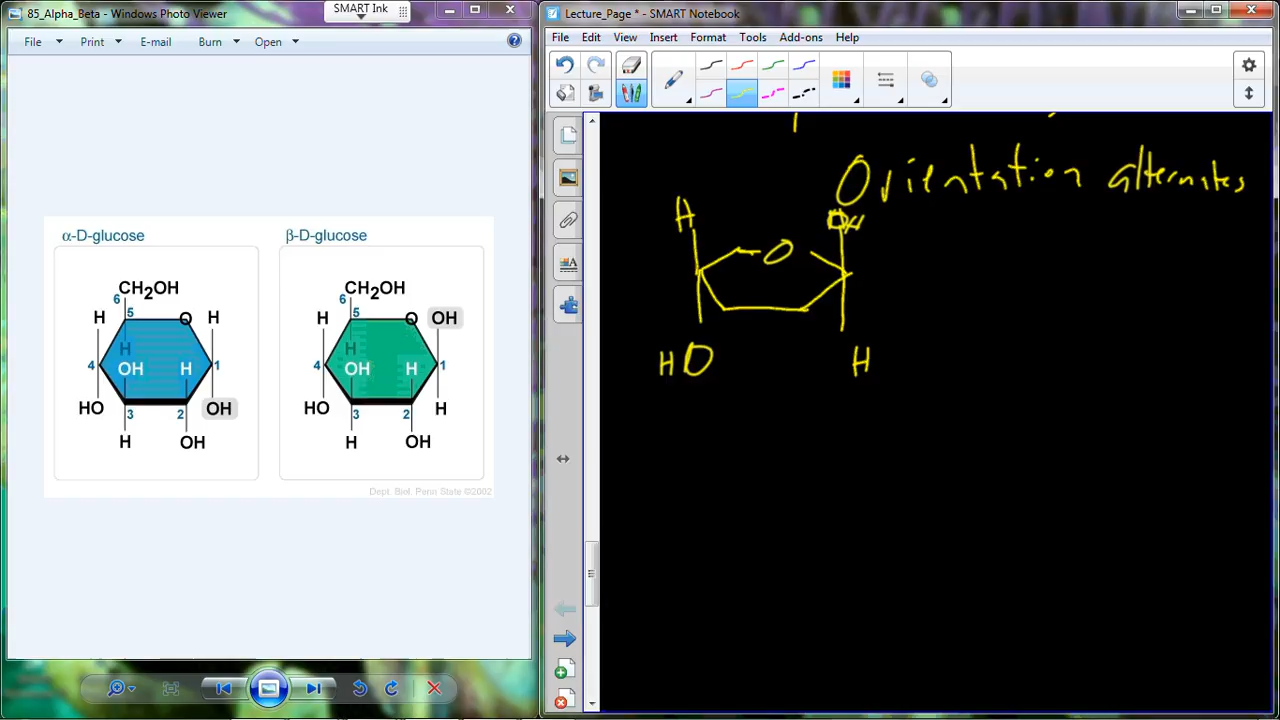 85_Alpha_Beta - Windows Photo Viewer
SMART Ink
File Print E-mail Burn Open
α-D-glucose
6 CH2OH
5
H O H
H
4 OH H 1
HO OH
3 2
H OH
β-D-glucose
6 CH2OH
5
H O OH
H
4 OH H 1
HO H
3 2
H OH
Dept. Biol. Penn State ©2002
Lecture_Page * - SMART Notebook
File Edit View Insert Format Tools Add-ons Help
Orientation alternates
H OH
O
HO H